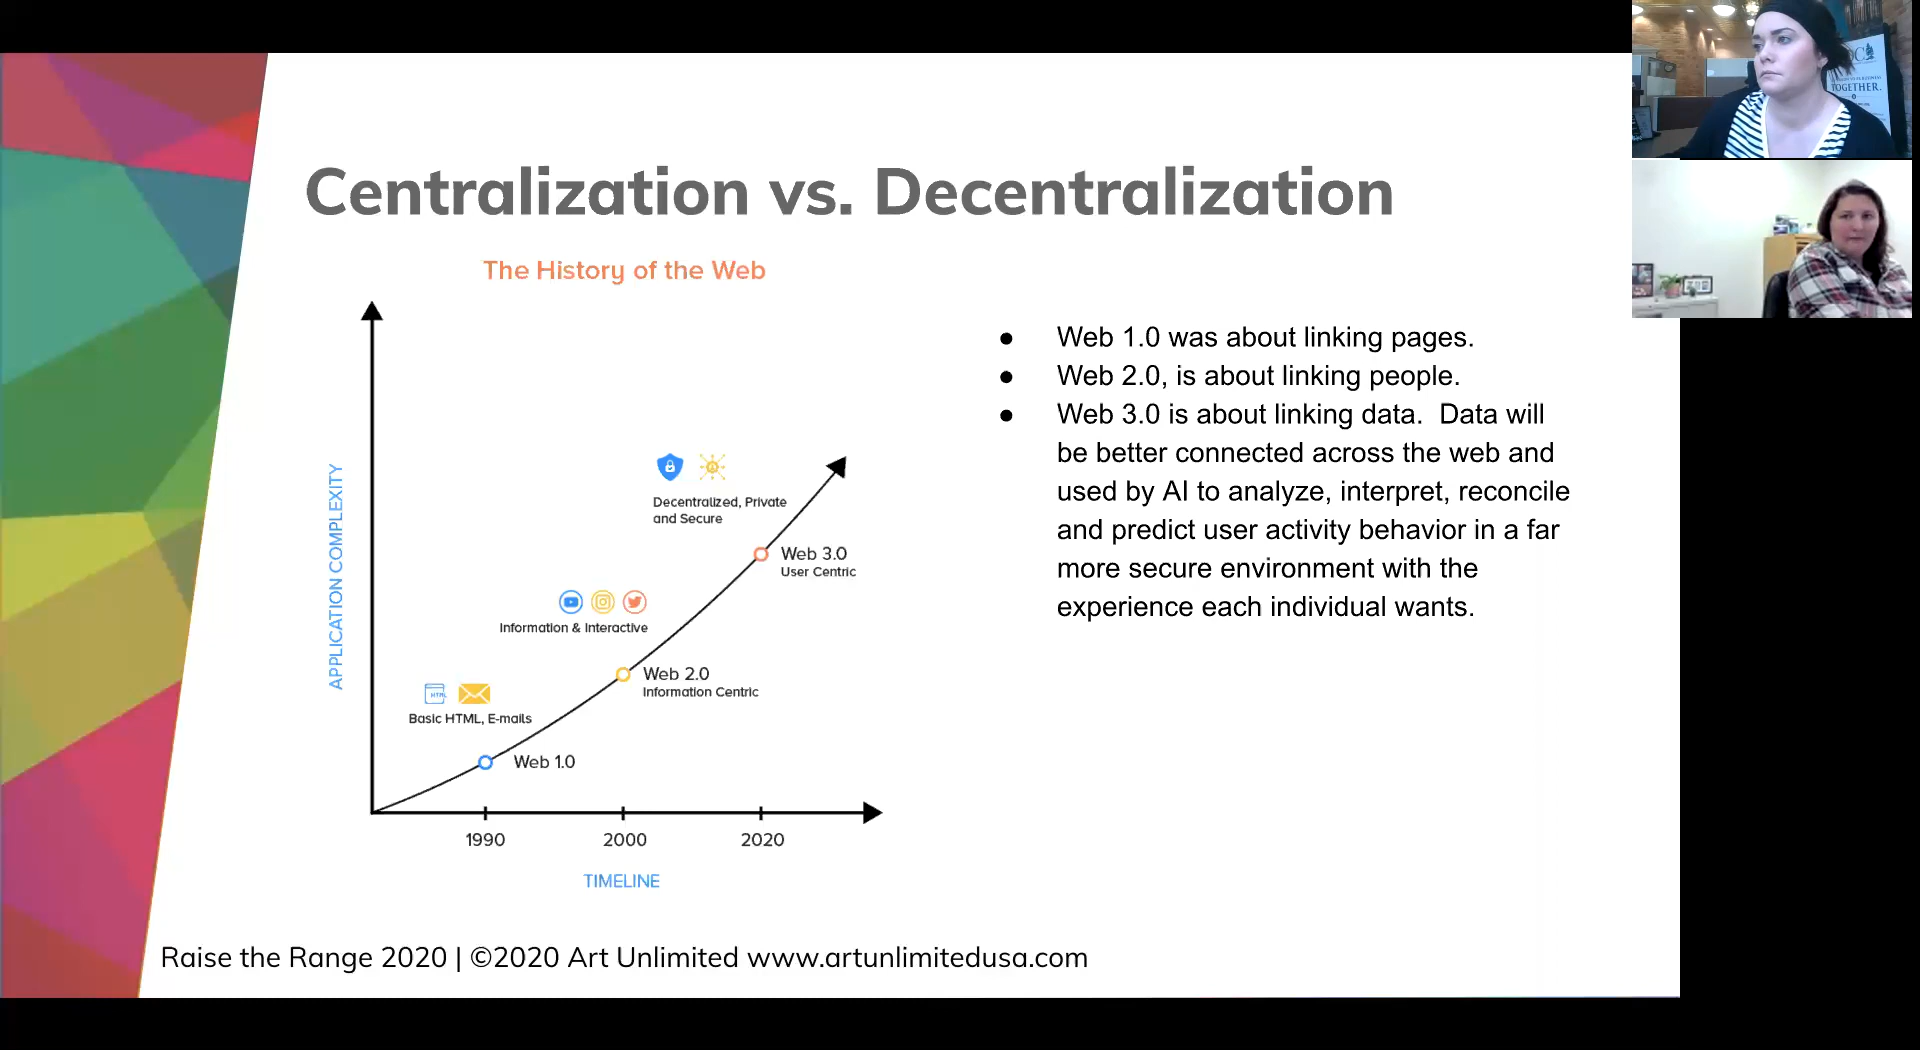 Centralization vs. Decentralization
The History of the Web
APPLICATION COMPLEXITY
Decentralized, Private
and Secure
Web 3.0
User Centric
Information & Interactive
Web 2.0
Information Centric
HTML
Basic HTML, E-mails
Web 1.0
1990 2000 2020
TIMELINE
● Web 1.0 was about linking pages.
● Web 2.0, is about linking people.
● Web 3.0 is about linking data. Data will
be better connected across the web and
used by AI to analyze, interpret, reconcile
and predict user activity behavior in a far
more secure environment with the
experience each individual wants.
Raise the Range 2020 | ©2020 Art Unlimited www.artunlimitedusa.com
TOGETHER.